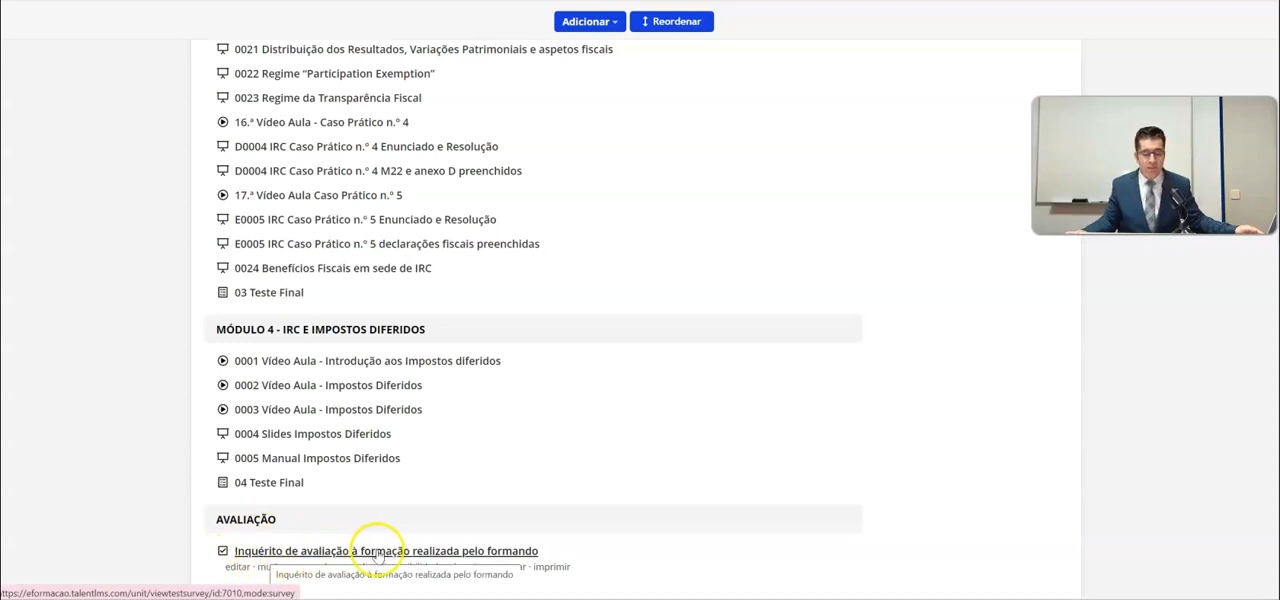 Adicionar
Reordenar
0021 Distribuição dos Resultados, Variações Patrimoniais e aspetos fiscais
0022 Regime “Participation Exemption”
0023 Regime da Transparência Fiscal
16.ª Vídeo Aula - Caso Prático n.º 4
D0004 IRC Caso Prático n.º 4 Enunciado e Resolução
D0004 IRC Caso Prático n.º 4 M22 e anexo D preenchidos
17.ª Vídeo Aula Caso Prático n.º 5
E0005 IRC Caso Prático n.º 5 Enunciado e Resolução
E0005 IRC Caso Prático n.º 5 declarações fiscais preenchidas
0024 Benefícios Fiscais em sede de IRC
03 Teste Final
MÓDULO 4 - IRC E IMPOSTOS DIFERIDOS
0001 Vídeo Aula - Introdução aos Impostos diferidos
0002 Vídeo Aula - Impostos Diferidos
0003 Vídeo Aula - Impostos Diferidos
0004 Slides Impostos Diferidos
0005 Manual Impostos Diferidos
04 Teste Final
AVALIAÇÃO
Inquérito de avaliação à formação realizada pelo formando
editar · imprimir
Inquérito de avaliação à formação realizada pelo formando
https://eformacao.talentlms.com/unit/viewtestsurvey/id:7010,mode:survey